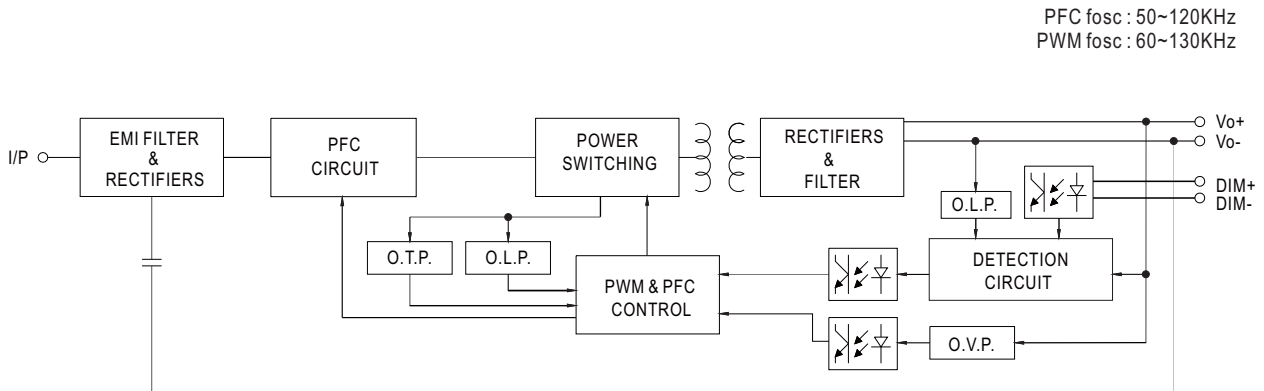 PFC fosc : 50~120KHz
PWM fosc : 60~130KHz
I/P
EMI FILTER
&
RECTIFIERS
PFC
CIRCUIT
POWER
SWITCHING
RECTIFIERS
&
FILTER
Vo+
Vo-
DIM+
DIM-
O.L.P.
O.T.P.
O.L.P.
PWM & PFC
CONTROL
DETECTION
CIRCUIT
O.V.P.